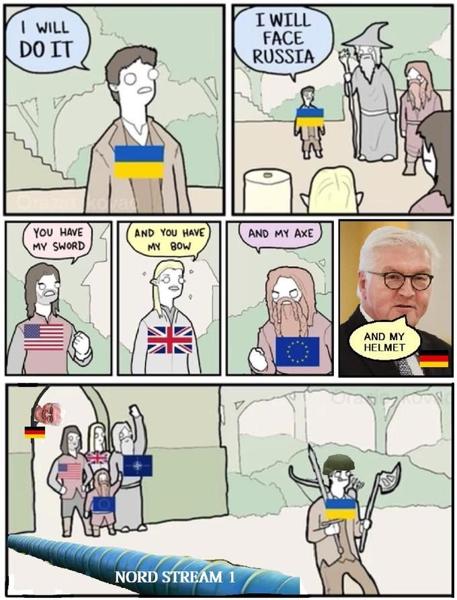 I WILL
DO IT
I WILL
FACE
RUSSIA
YOU HAVE
MY SWORD
AND YOU HAVE
MY BOW
AND MY AXE
AND MY
HELMET
NORD STREAM 1